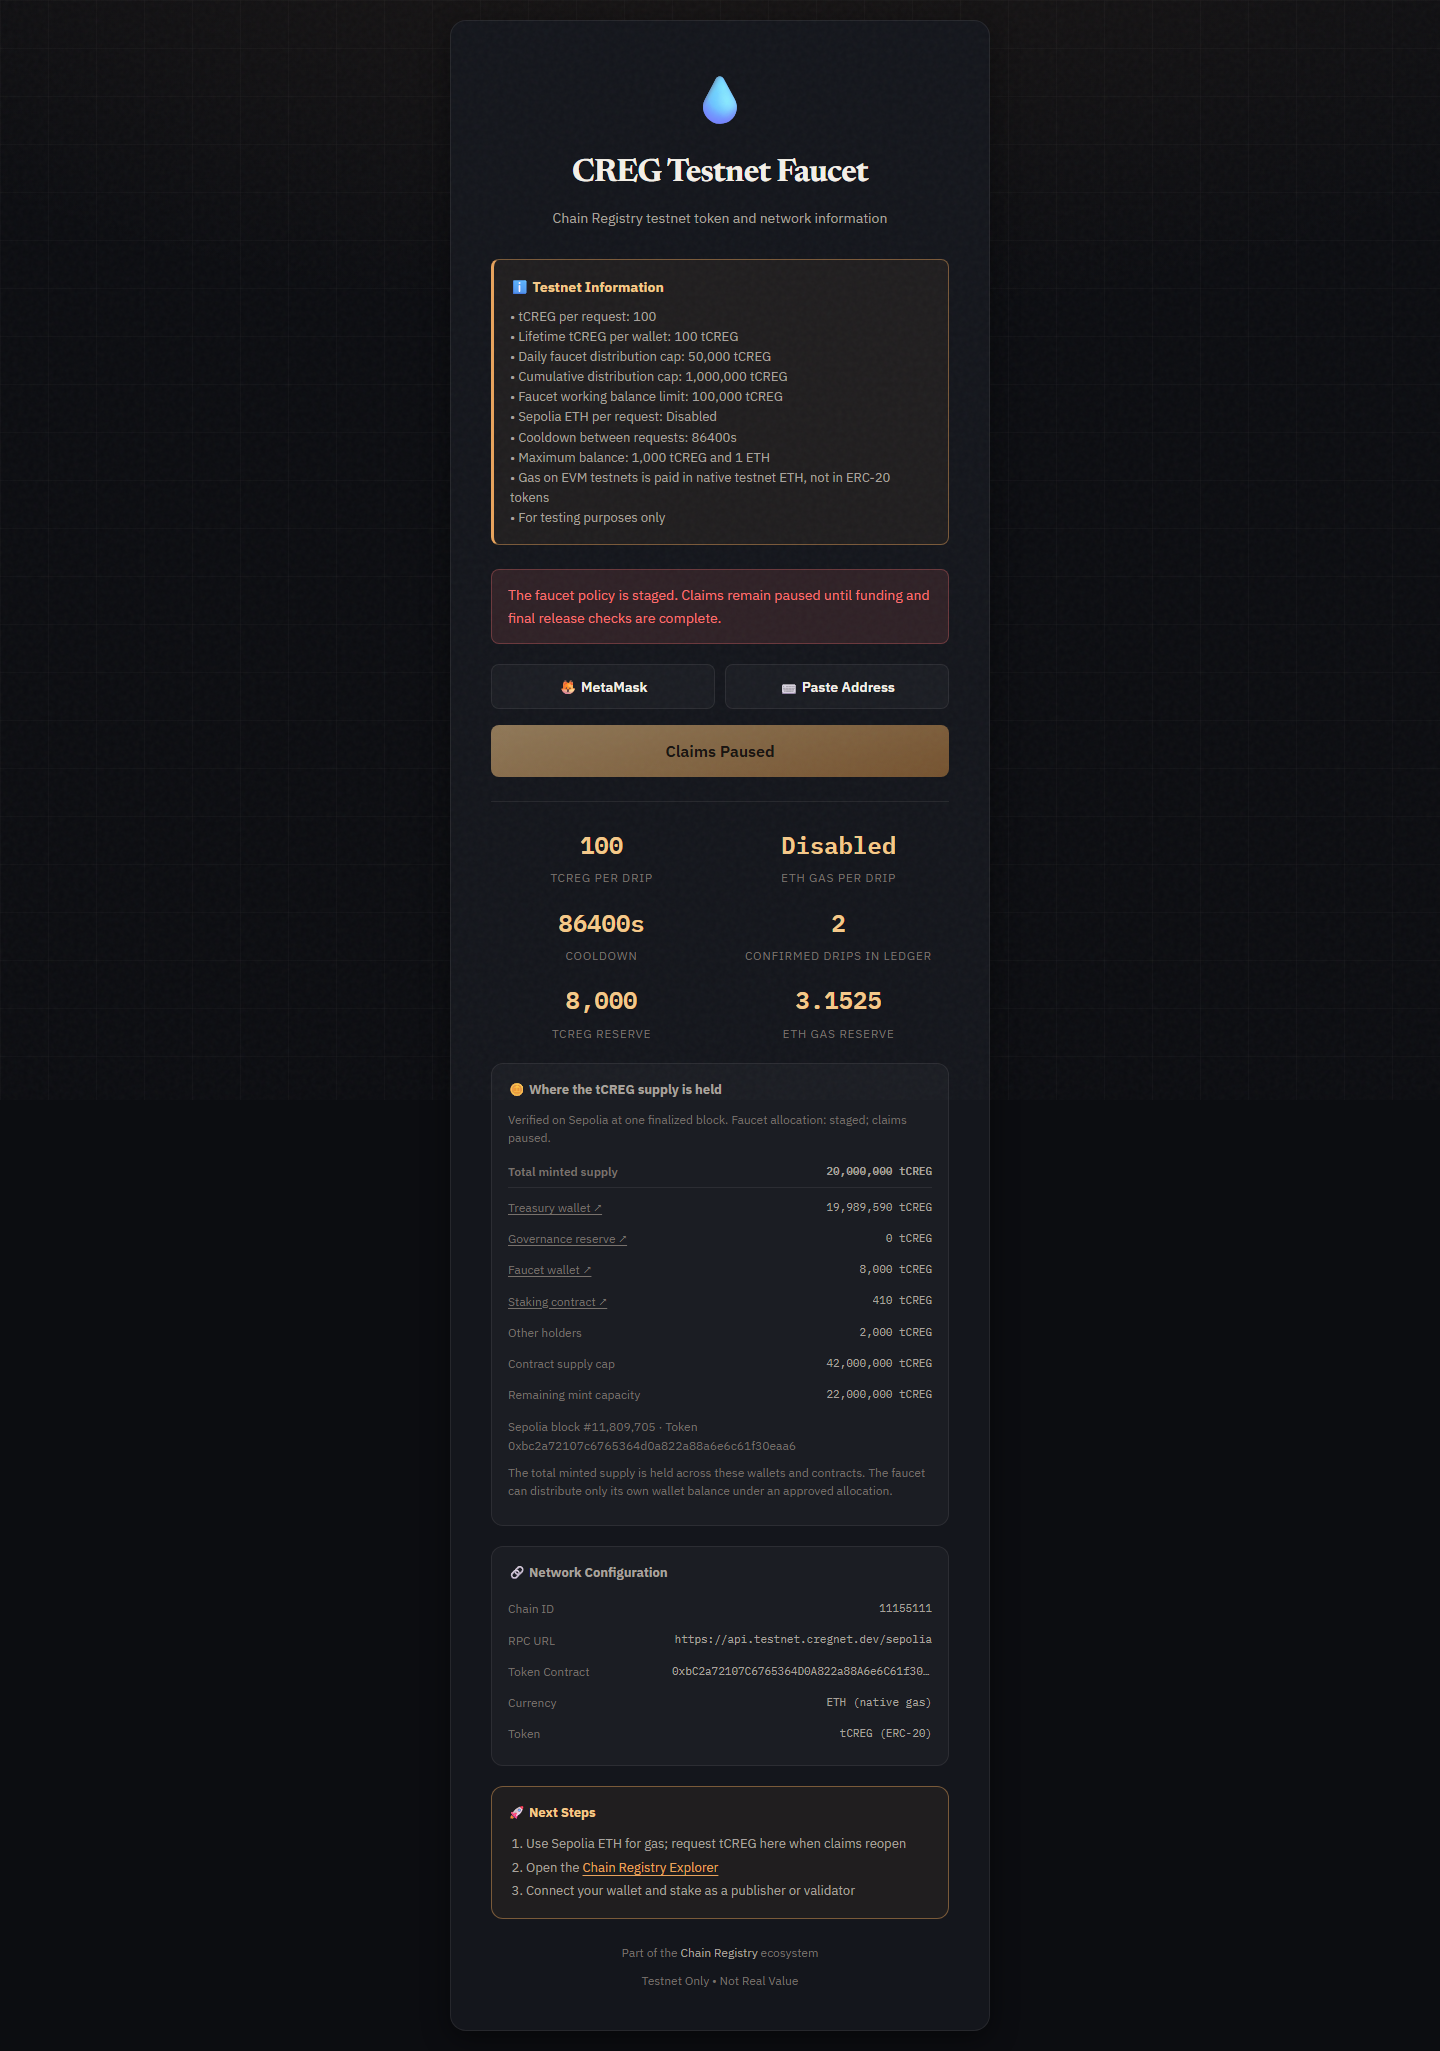 CREG Testnet Faucet
Chain Registry testnet token and network information
ℹ️ Testnet Information
• tCREG per request: 100
• Lifetime tCREG per wallet: 100 tCREG
• Daily faucet distribution cap: 50,000 tCREG
• Cumulative distribution cap: 1,000,000 tCREG
• Faucet working balance limit: 100,000 tCREG
• Sepolia ETH per request: Disabled
• Cooldown between requests: 86400s
• Maximum balance: 1,000 tCREG and 1 ETH
• Gas on EVM testnets is paid in native testnet ETH, not in ERC-20
tokens
• For testing purposes only
The faucet policy is staged. Claims remain paused until funding and
final release checks are complete.
🦊 MetaMask
⌨️ Paste Address
Claims Paused
100
TCREG PER DRIP
Disabled
ETH GAS PER DRIP
86400s
COOLDOWN
2
CONFIRMED DRIPS IN LEDGER
8,000
TCREG RESERVE
3.1525
ETH GAS RESERVE
🪙 Where the tCREG supply is held
Verified on Sepolia at one finalized block. Faucet allocation: staged; claims
paused.
Total minted supply 20,000,000 tCREG
Treasury wallet ↗ 19,989,590 tCREG
Governance reserve ↗ 0 tCREG
Faucet wallet ↗ 8,000 tCREG
Staking contract ↗ 410 tCREG
Other holders 2,000 tCREG
Contract supply cap 42,000,000 tCREG
Remaining mint capacity 22,000,000 tCREG
Sepolia block #11,809,705 · Token
0xbc2a72107c6765364d0a822a88a6e6c61f30eaa6
The total minted supply is held across these wallets and contracts. The faucet
can distribute only its own wallet balance under an approved allocation.
🔗 Network Configuration
Chain ID 11155111
RPC URL https://api.testnet.cregnet.dev/sepolia
Token Contract 0xbC2a72107C6765364D0A822a88A6e6C61f30…
Currency ETH (native gas)
Token tCREG (ERC-20)
🚀 Next Steps
1. Use Sepolia ETH for gas; request tCREG here when claims reopen
2. Open the Chain Registry Explorer
3. Connect your wallet and stake as a publisher or validator
Part of the Chain Registry ecosystem
Testnet Only • Not Real Value